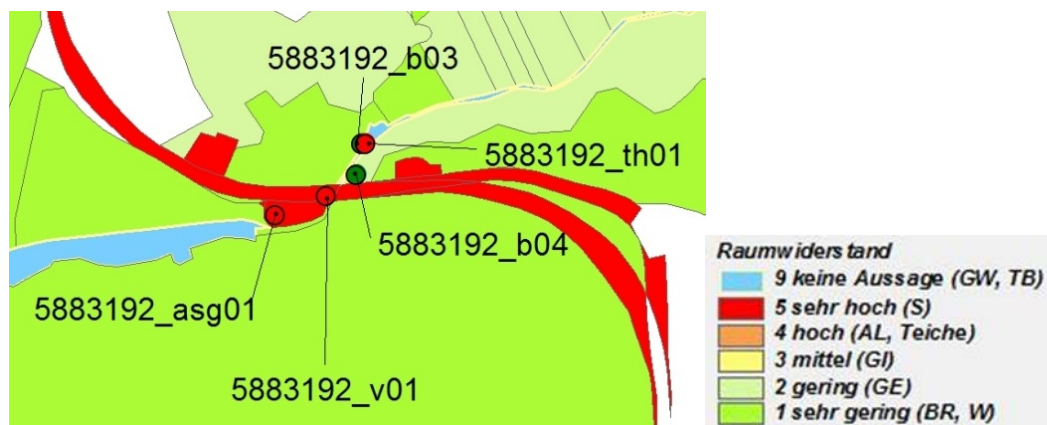 5883192_b03
5883192_th01
5883192_b04
5883192_asg01
5883192_v01
Raumwiderstand
9 keine Aussage (GW, TB)
5 sehr hoch (S)
4 hoch (AL, Teiche)
3 mittel (GI)
2 gering (GE)
1 sehr gering (BR, W)